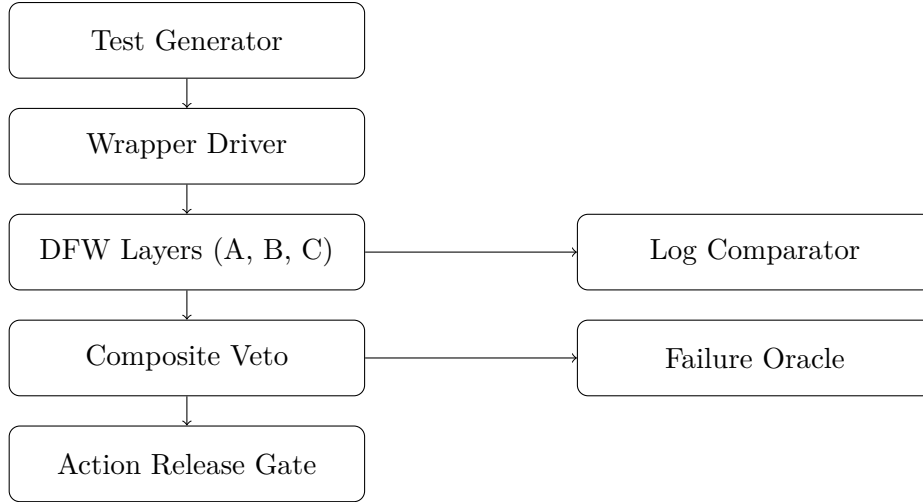 Test Generator
Wrapper Driver
DFW Layers (A, B, C)
Log Comparator
Composite Veto
Failure Oracle
Action Release Gate